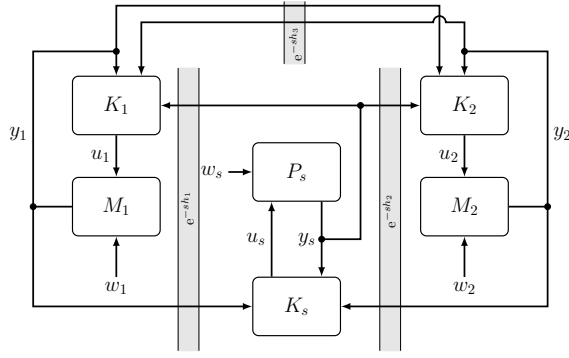 e^{-sh_3}
K_1
K_2
y_1
y_2
u_1
u_2
w_s
P_s
M_1
M_2
e^{-sh_1}
e^{-sh_2}
u_s
y_s
w_1
w_2
K_s